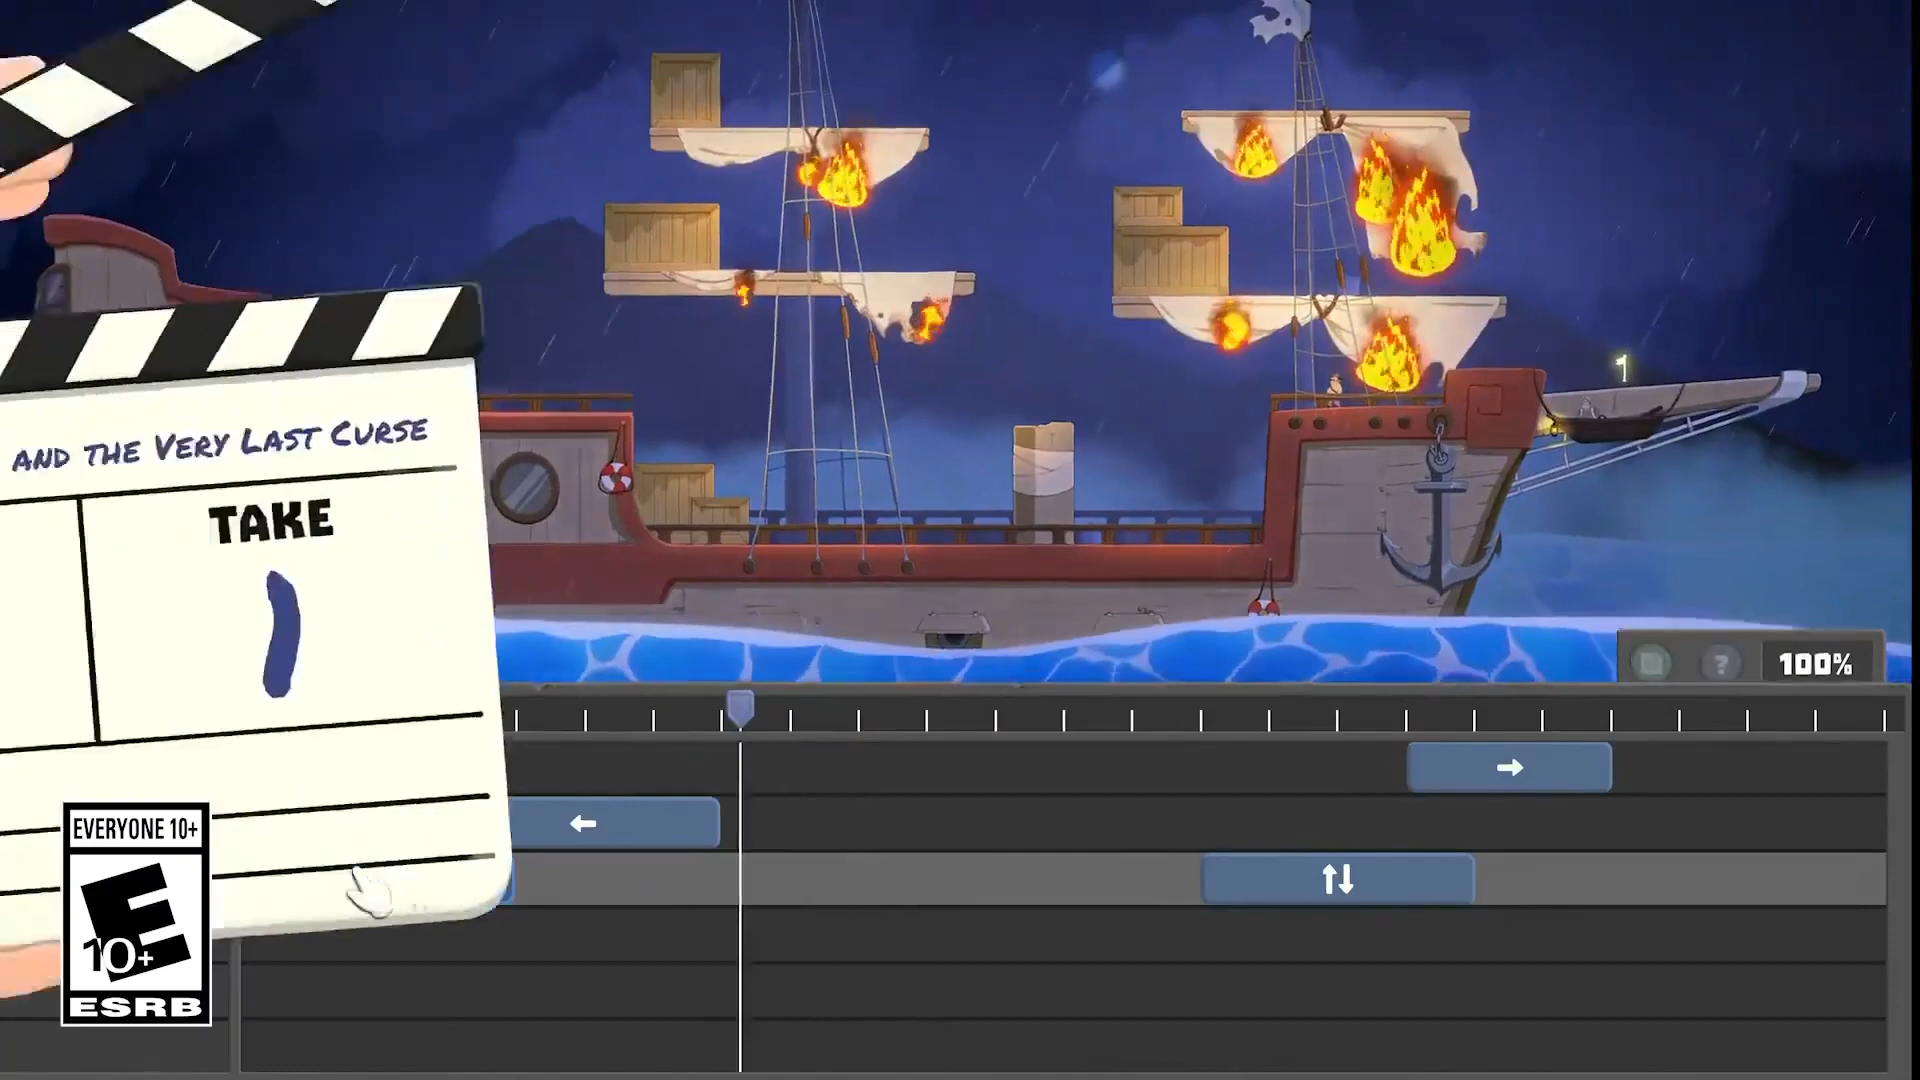 AND THE VERY LAST CURSE
TAKE
1
?
100%
EVERYONE 10+
E
10+
ESRB